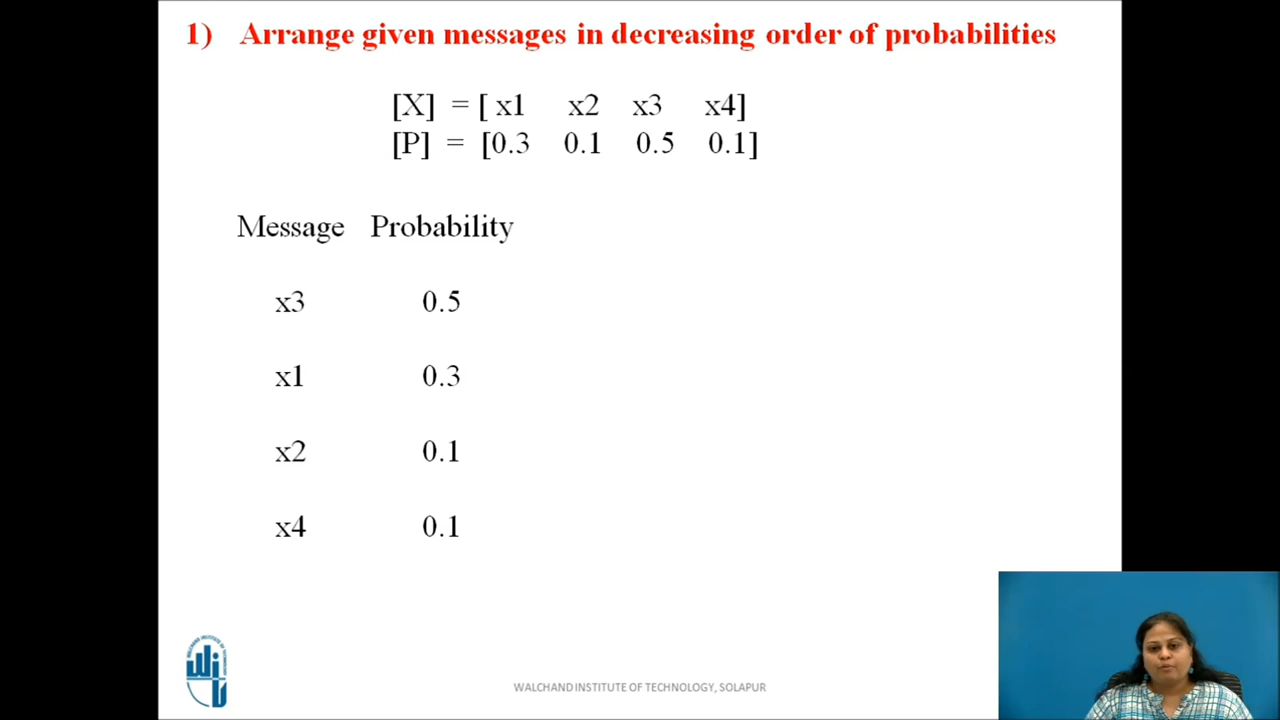 1) Arrange given messages in decreasing order of probabilities
[X] = [ x1 x2 x3 x4]
[P] = [0.3 0.1 0.5 0.1]
Message Probability
x3 0.5
x1 0.3
x2 0.1
x4 0.1
WALCHAND INSTITUTE OF TECHNOLOGY, SOLAPUR